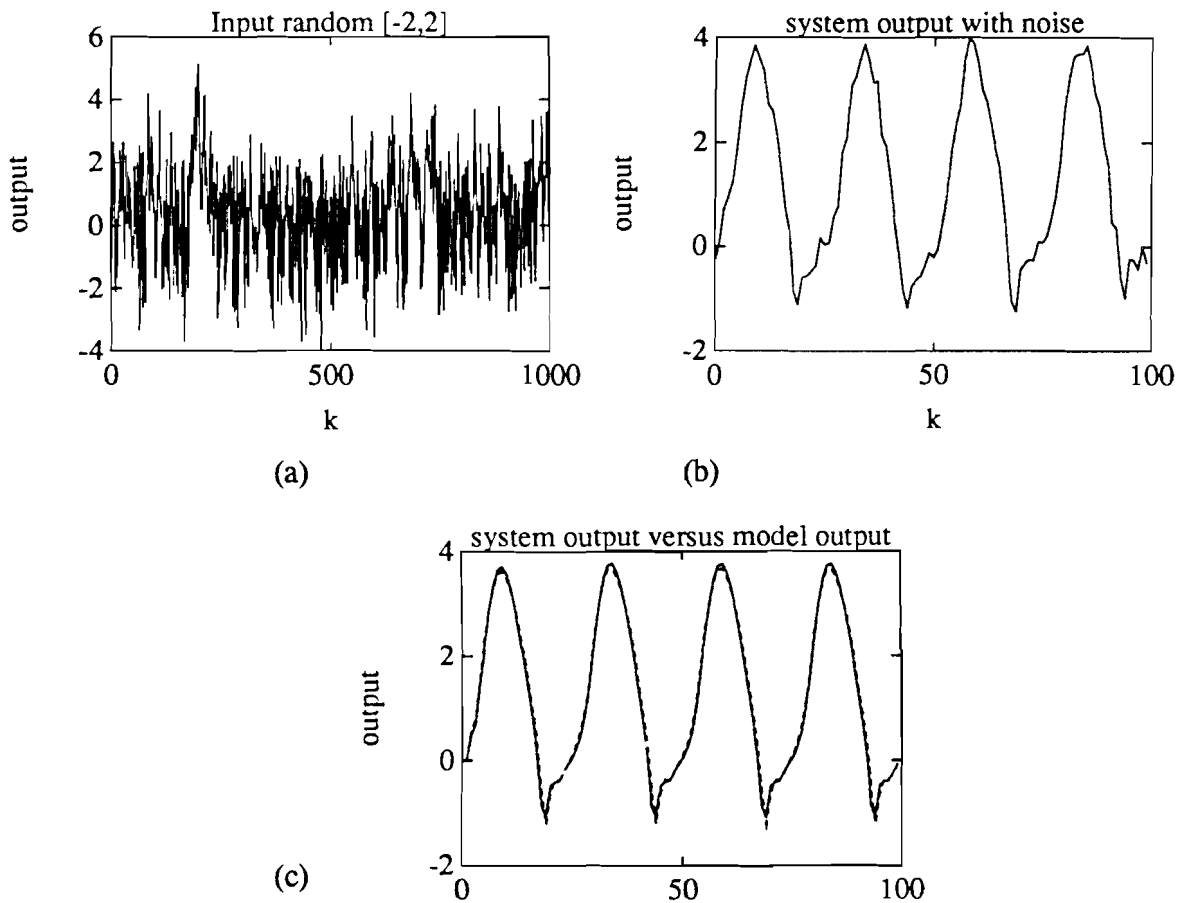 Input random [-2,2]
6
4
2
0
-2
-4
output
0
500
1000
k
(a)
system output with noise
4
2
0
-2
output
0
50
100
k
(b)
system output versus model output
4
2
0
-2
output
0
50
100
(c)